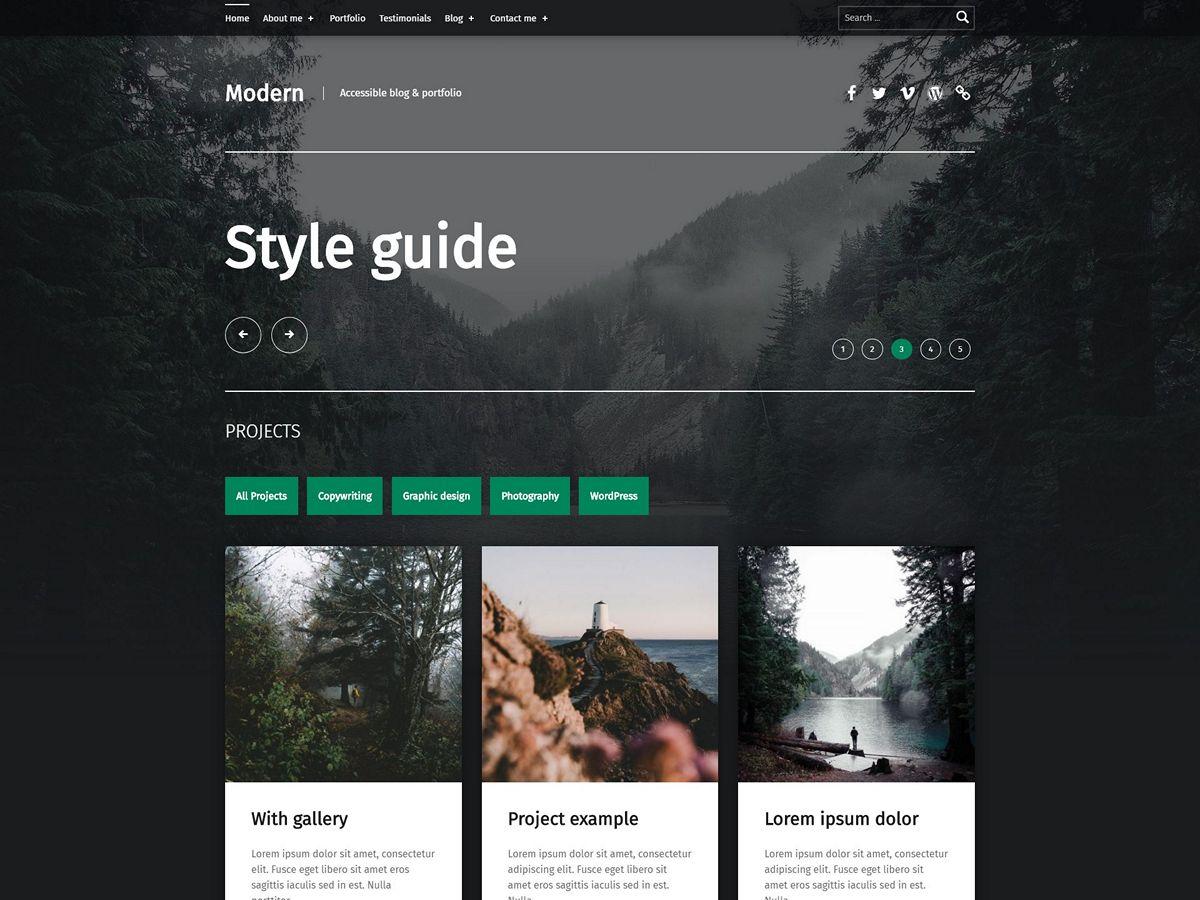 Home About me + Portfolio Testimonials Blog + Contact me + Search ...
Modern Accessible blog & portfolio
Style guide
1 2 3 4 5
PROJECTS
All Projects Copywriting Graphic design Photography WordPress
With gallery
Lorem ipsum dolor sit amet, consectetur
elit. Fusce eget libero sit amet eros
sagittis iaculis sed in est. Nulla
Project example
Lorem ipsum dolor sit amet, consectetur
adipiscing elit. Fusce eget libero sit
amet eros sagittis iaculis sed in est.
Nulla
Lorem ipsum dolor
Lorem ipsum dolor sit amet, consectetur
adipiscing elit. Fusce eget libero sit
amet eros sagittis iaculis sed in est.
Nulla